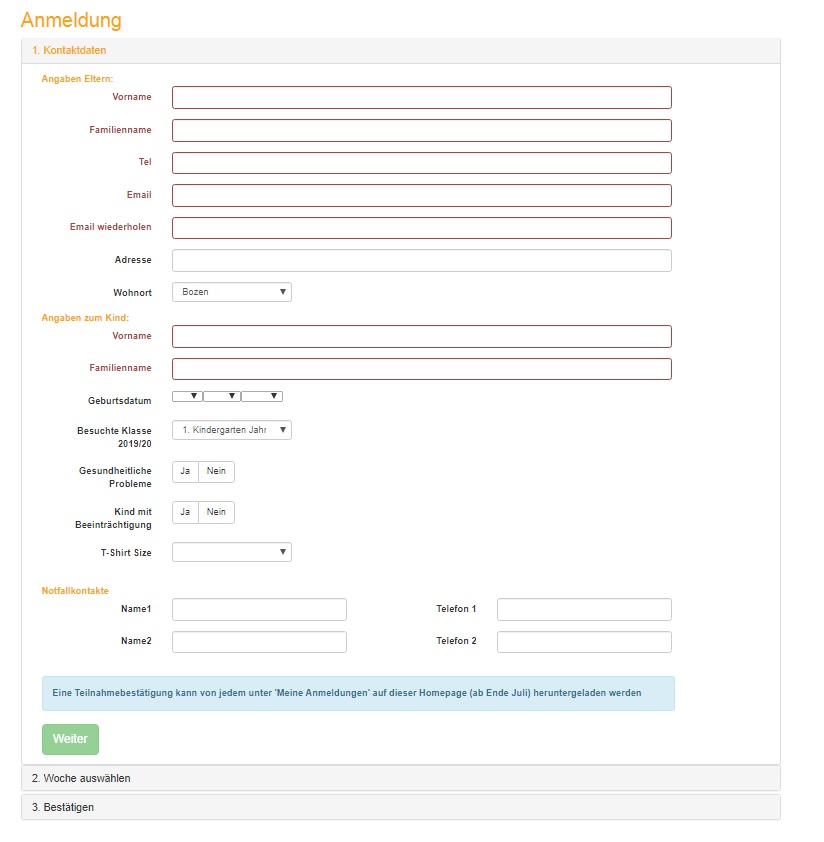 Anmeldung
1. Kontaktdaten
Angaben Eltern:
Vorname
Familienname
Tel
Email
Email wiederholen
Adresse
Wohnort Bozen
Angaben zum Kind:
Vorname
Familienname
Geburtsdatum
Besuchte Klasse 1. Kindergarten Jahr
2019/20
Gesundheitliche Ja Nein
Probleme
Kind mit Ja Nein
Beeinträchtigung
T-Shirt Size
Notfallkontakte
Name1 Telefon 1
Name2 Telefon 2
Eine Teilnahmebestätigung kann von jedem unter 'Meine Anmeldungen' auf dieser Homepage (ab Ende Juli) heruntergeladen werden
Weiter
2. Woche auswählen
3. Bestätigen